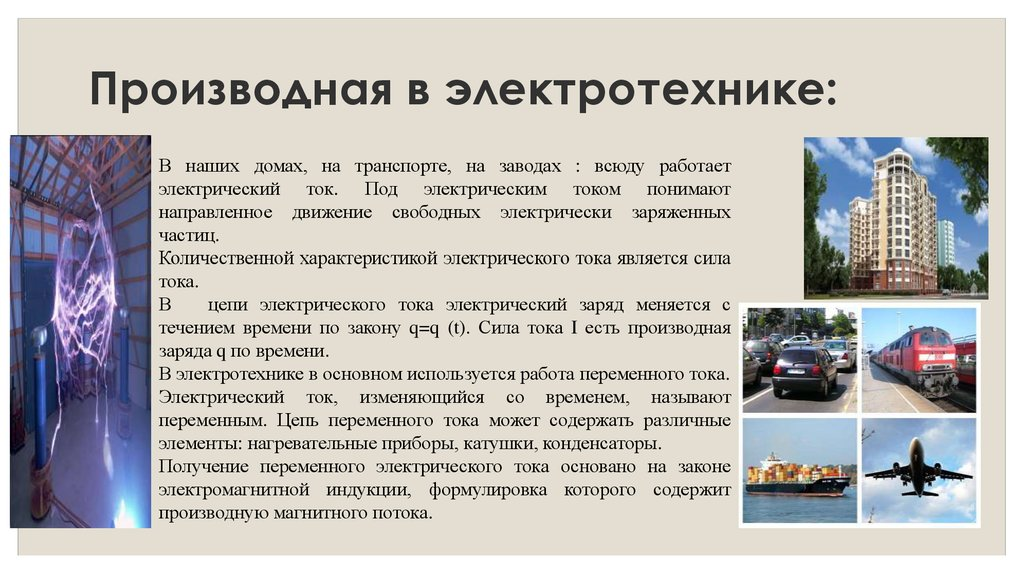 Производная в электротехнике:
В наших домах, на транспорте, на заводах : всюду работает
электрический ток. Под электрическим током понимают
направленное движение свободных электрически заряженных
частиц.
Количественной характеристикой электрического тока является сила
тока.
В цепи электрического тока электрический заряд меняется с
течением времени по закону q=q (t). Сила тока I есть производная
заряда q по времени.
В электротехнике в основном используется работа переменного тока.
Электрический ток, изменяющийся со временем, называют
переменным. Цепь переменного тока может содержать различные
элементы: нагревательные приборы, катушки, конденсаторы.
Получение переменного электрического тока основано на законе
электромагнитной индукции, формулировка которого содержит
производную магнитного потока.